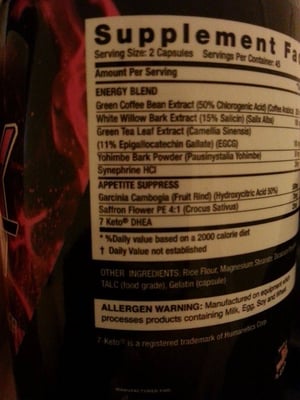 Supplement Fa
Serving Size: 2 Capsules Servings Per Container: 45
Amount Per Serving
ENERGY BLEND
Green Coffee Bean Extract (50% Chlorogenic Acid) (Coffea Arabica
White Willow Bark Extract (15% Salicin) (Salix Alba)
Green Tea Leaf Extract (Camellia Sinensis)
(11% Epigallocatechin Gallate) (EGCG)
Yohimbe Bark Powder (Pausinystalia Yohimbe)
Synephrine HCl
APPETITE SUPPRESS
Garcinia Cambogia (Fruit Rind) (Hydroxycitric Acid 50%)
Saffron Flower PE 4:1 (Crocus Sativus)
7 Keto® DHEA
* %Daily value based on a 2000 calorie diet
† Daily Value not established
OTHER INGREDIENTS: Rice Flour, Magnesium Stearate,
TALC (food grade), Gelatin (capsule)
ALLERGEN WARNING: Manufactured on equipment which
processes products containing Milk, Egg, Soy and
7-Keto® is a registered trademark of Humanetics Corp